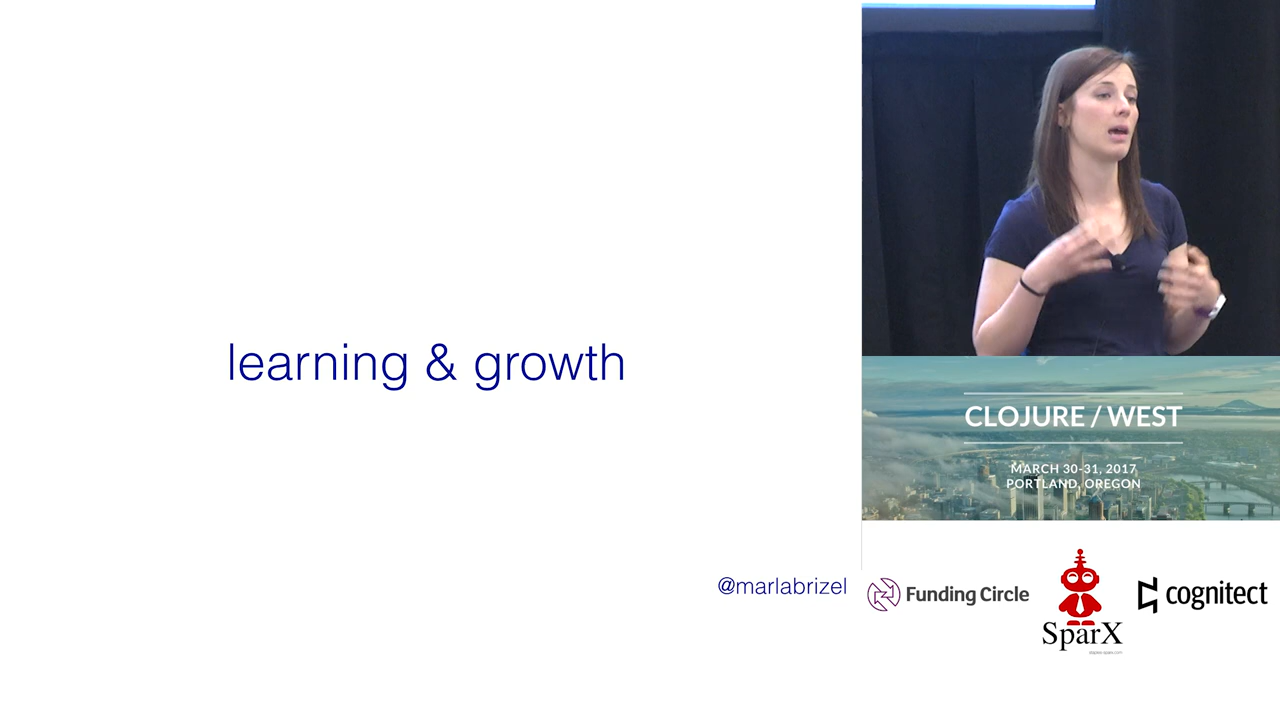 learning & growth
@marlabrizel
CLOJURE / WEST
MARCH 30-31, 2017
PORTLAND, OREGON
Funding Circle
SparX
cognitect